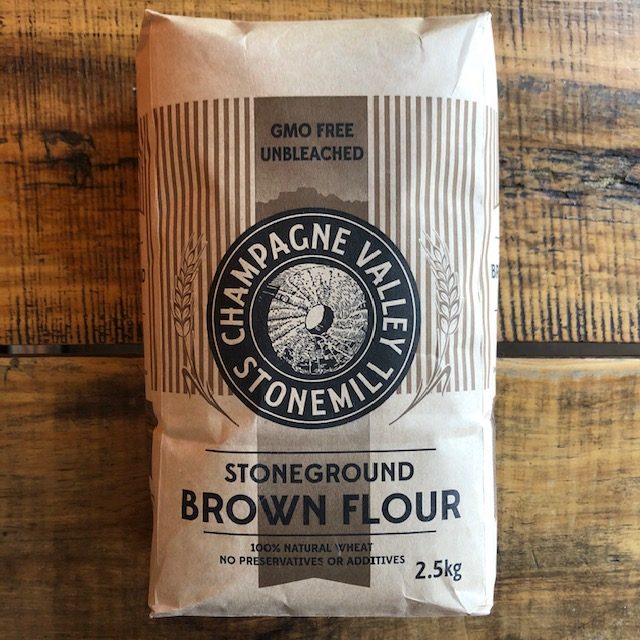 GMO FREE
UNBLEACHED
CHAMPAGNE VALLEY
STONEMILL
STONEGROUND
BROWN FLOUR
100% NATURAL WHEAT
NO PRESERVATIVES OR ADDITIVES
2.5kg